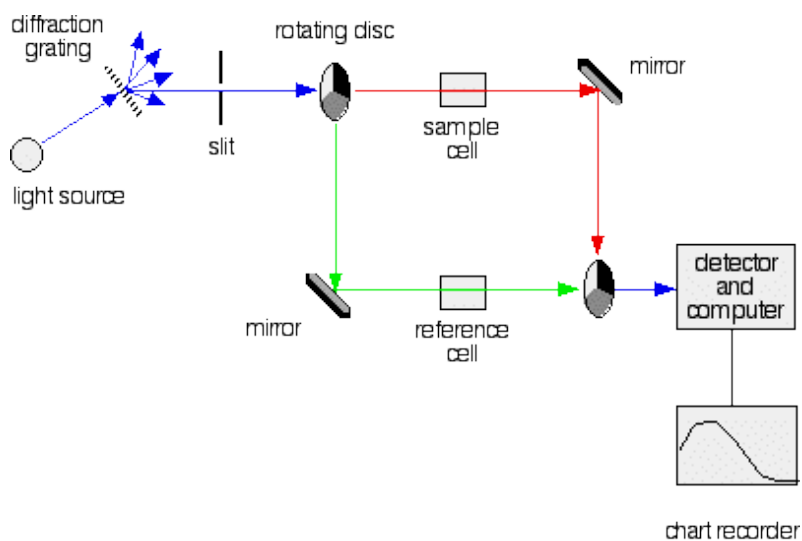 diffraction
grating
rotating disc
mirror
slit
sample
cell
light source
detector
and
computer
mirror
reference
cell
chart recorder